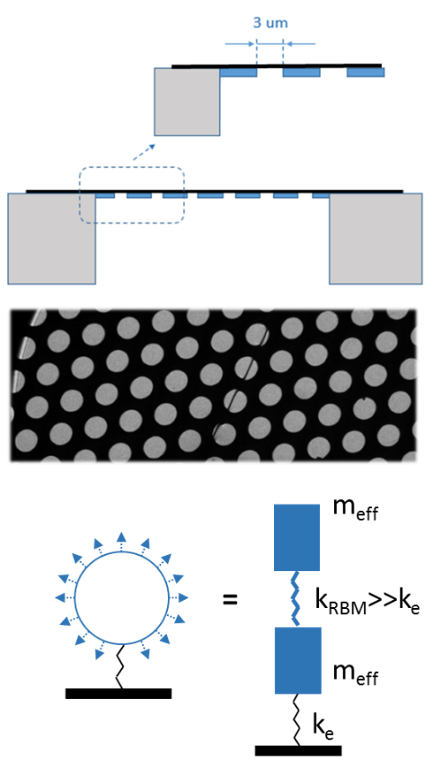 3 um
m_eff
=
k_RBM>>k_e
m_eff
k_e